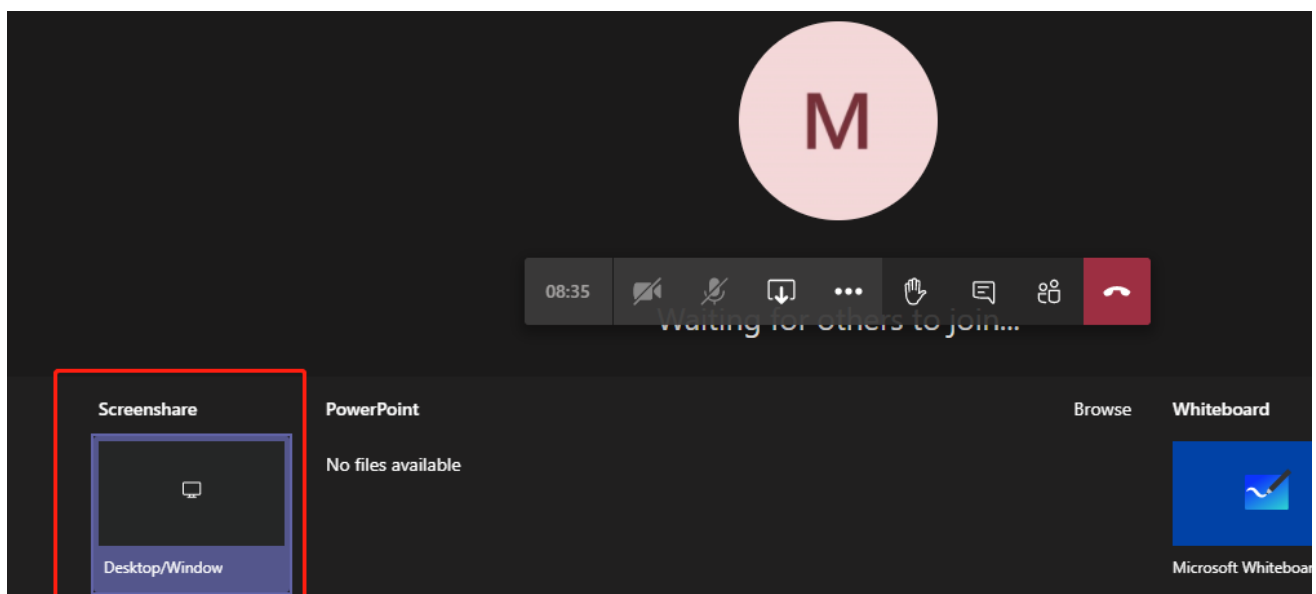 M
08:35
Waiting for others to join...
Screenshare
PowerPoint
Browse
Whiteboard
No files available
Desktop/Window
Microsoft Whiteboar